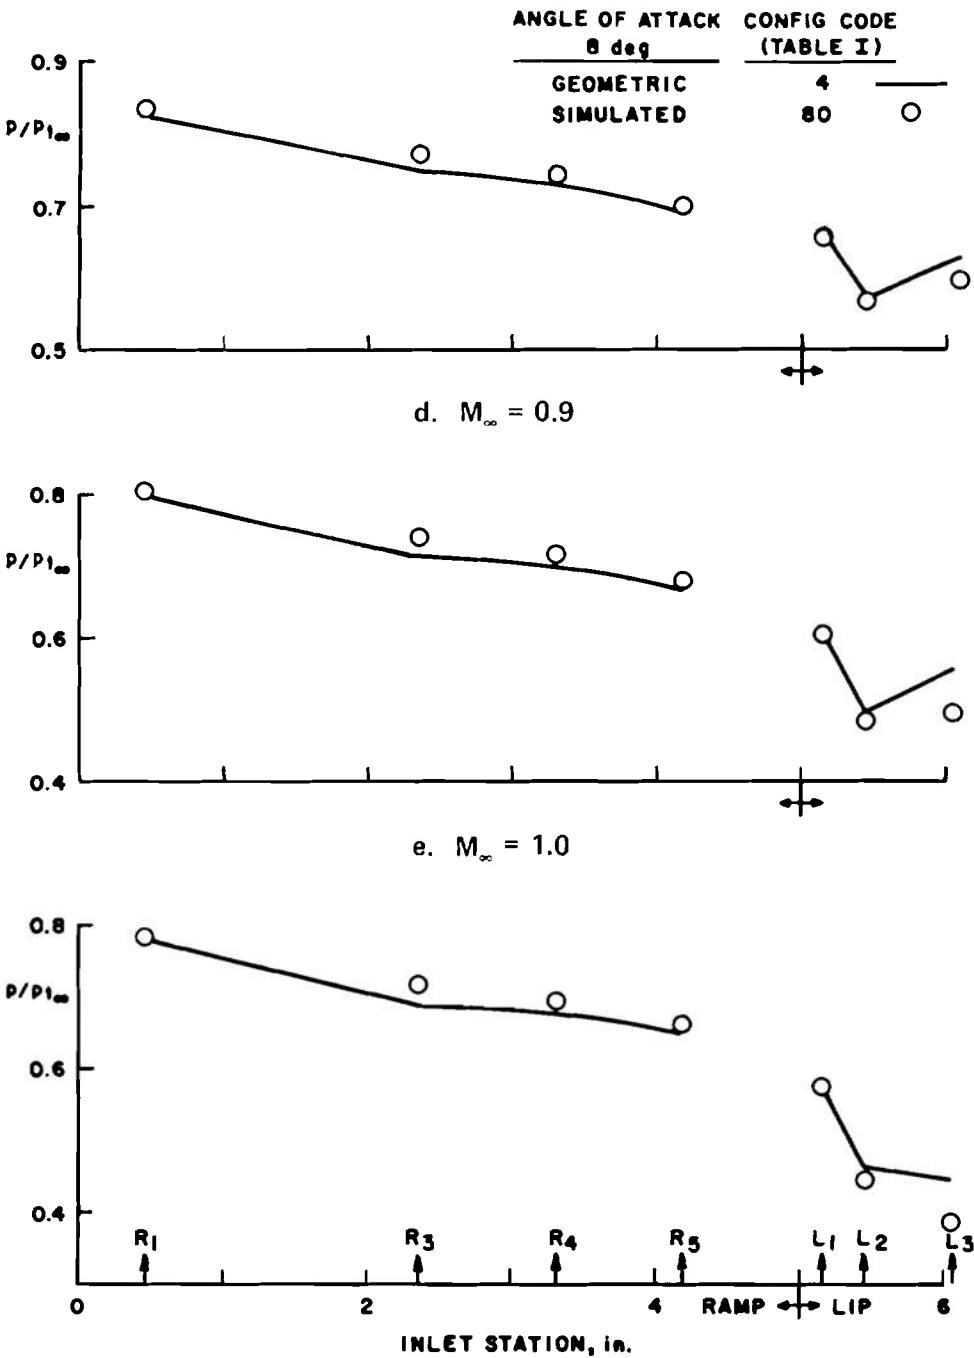 ANGLE OF ATTACK CONFIG CODE
8 deg (TABLE I)
GEOMETRIC 4
SIMULATED 80
0.9
p/pt∞
0.7
0.5
d. M∞ = 0.9
0.8
p/pt∞
0.6
0.4
e. M∞ = 1.0
0.8
p/pt∞
0.6
0.4
R1 R3 R4 R5 L1 L2 L3
0 2 4 RAMP LIP 6
INLET STATION, in.